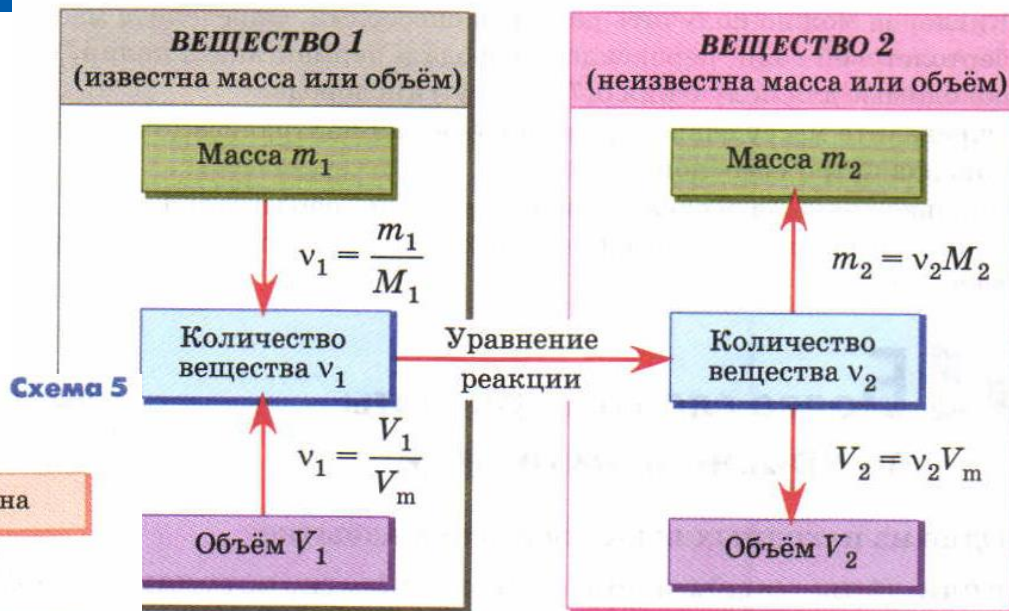 ВЕЩЕСТВО 1
(известна масса или объём)
Масса m₁
ν₁ = m₁/M₁
Количество
вещества ν₁
ν₁ = V₁/Vₘ
Объём V₁
Схема 5
на
Уравнение
реакции
ВЕЩЕСТВО 2
(неизвестна масса или объём)
Масса m₂
m₂ = ν₂M₂
Количество
вещества ν₂
V₂ = ν₂Vₘ
Объём V₂